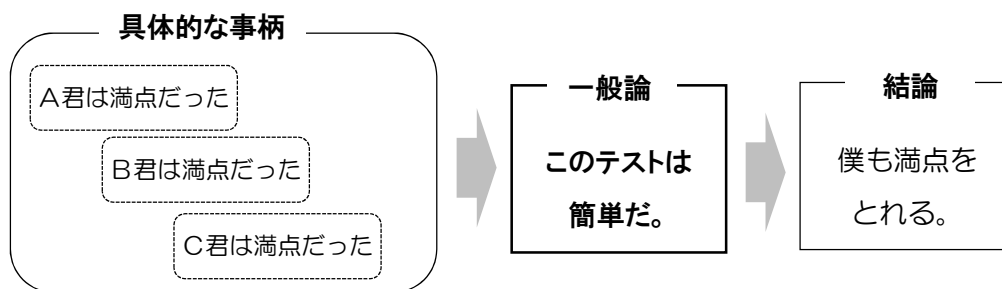 具体的な事柄
A君は満点だった
B君は満点だった
C君は満点だった
一般論
このテストは
簡単だ。
結論
僕も満点を
とれる。